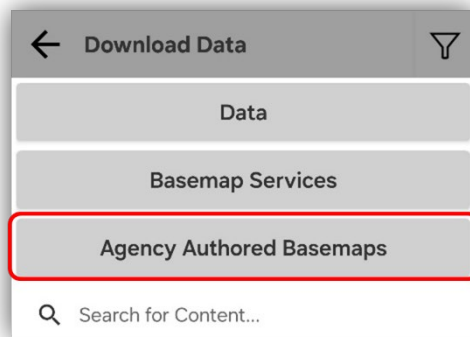 Download Data
Data
Basemap Services
Agency Authored Basemaps
Search for Content...